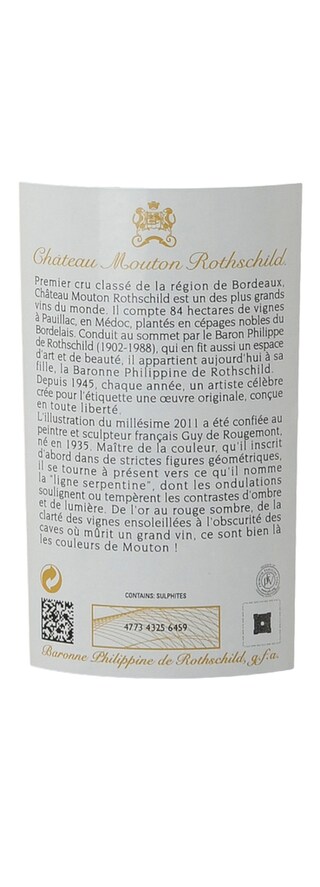 Château Mouton Rothschild.
Premier cru classé de la région de Bordeaux,
Château Mouton Rothschild est un des plus grands
vins du monde. Il compte 84 hectares de vignes
à Pauillac, en Médoc, plantés en cépages nobles du
Bordelais. Conduit au sommet par le Baron Philippe
de Rothschild (1902-1988), qui en fit aussi un espace
d'art et de beauté, il appartient aujourd'hui à sa
fille, la Baronne Philippine de Rothschild.
Depuis 1945, chaque année, un artiste célèbre
crée pour l'étiquette une œuvre originale, conçue
en toute liberté.
L'illustration du millésime 2011 a été confiée au
peintre et sculpteur français Guy de Rougemont,
né en 1935. Maître de la couleur, qu'il inscrit
d'abord dans de strictes figures géométriques,
il se tourne à présent vers ce qu'il nomme
la "ligne serpentine", dont les ondulations
soulignent ou tempèrent les contrastes d'ombre
et de lumière. De l'or au rouge sombre, de la
clarté des vignes ensoleillées à l'obscurité des
caves où mûrit un grand vin, ce sont bien là
les couleurs de Mouton !
CONTAINS: SULPHITES
4773 4325 6459
Baronne Philippine de Rothschild, g.f.a.